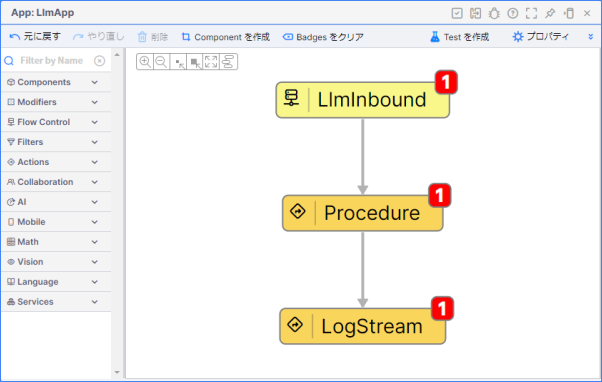 App: LlmApp
元に戻す やり直し 削除 Component を作成 Badges をクリア Test を作成 プロパティ
Filter by Name
Components
Modifiers
Flow Control
Filters
Actions
Collaboration
AI
Mobile
Math
Vision
Language
Services
1
LlmInbound
1
Procedure
1
LogStream